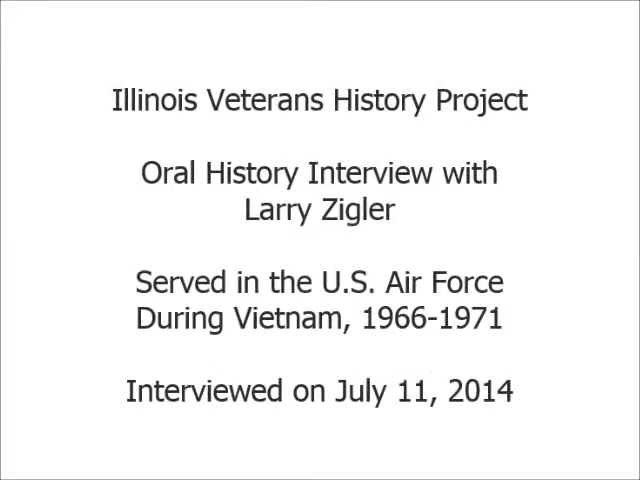 Illinois Veterans History Project
Oral History Interview with
Larry Zigler
Served in the U.S. Air Force
During Vietnam, 1966-1971
Interviewed on July 11, 2014